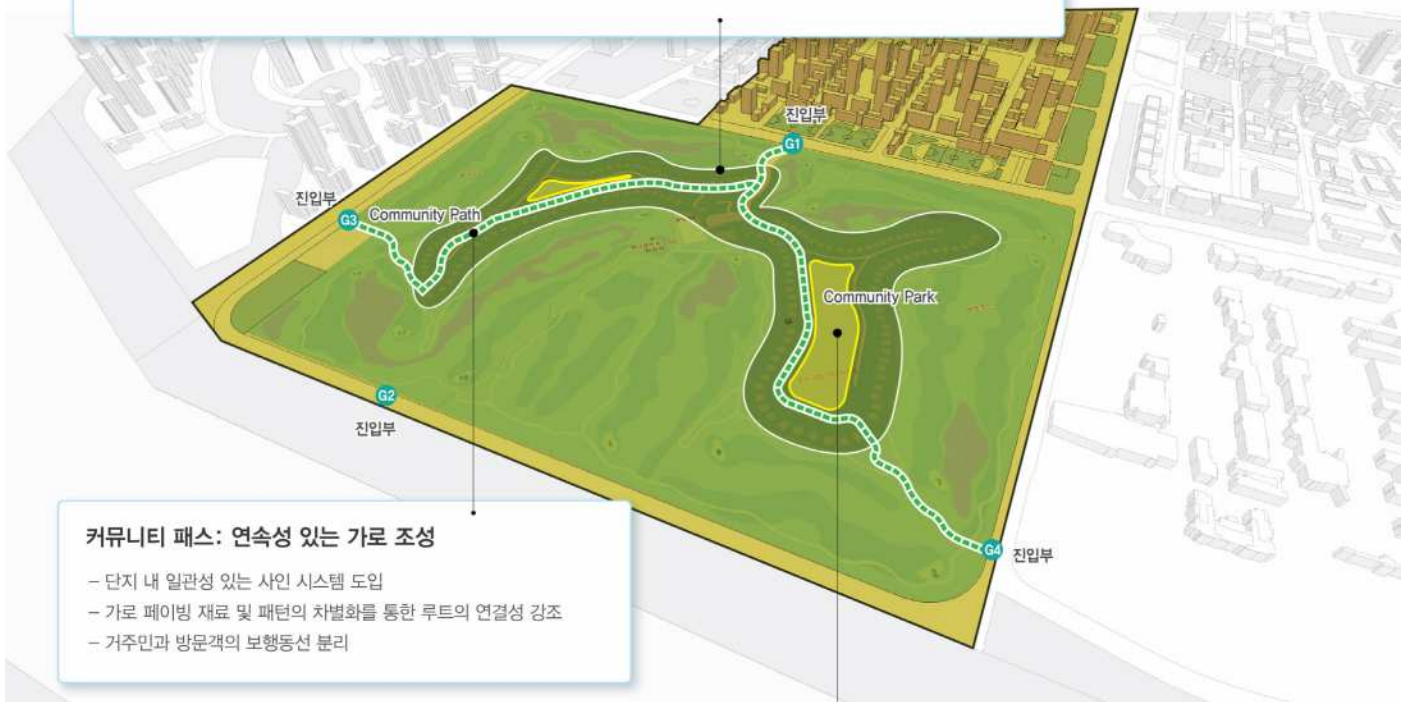 진입부
G1
진입부
G3
Community Path
Community Park
G2
진입부
G4
진입부
커뮤니티 패스: 연속성 있는 가로 조성
– 단지 내 일관성 있는 사인 시스템 도입
– 가로 페이빙 재료 및 패턴의 차별화를 통한 루트의 연결성 강조
– 거주민과 방문객의 보행동선 분리